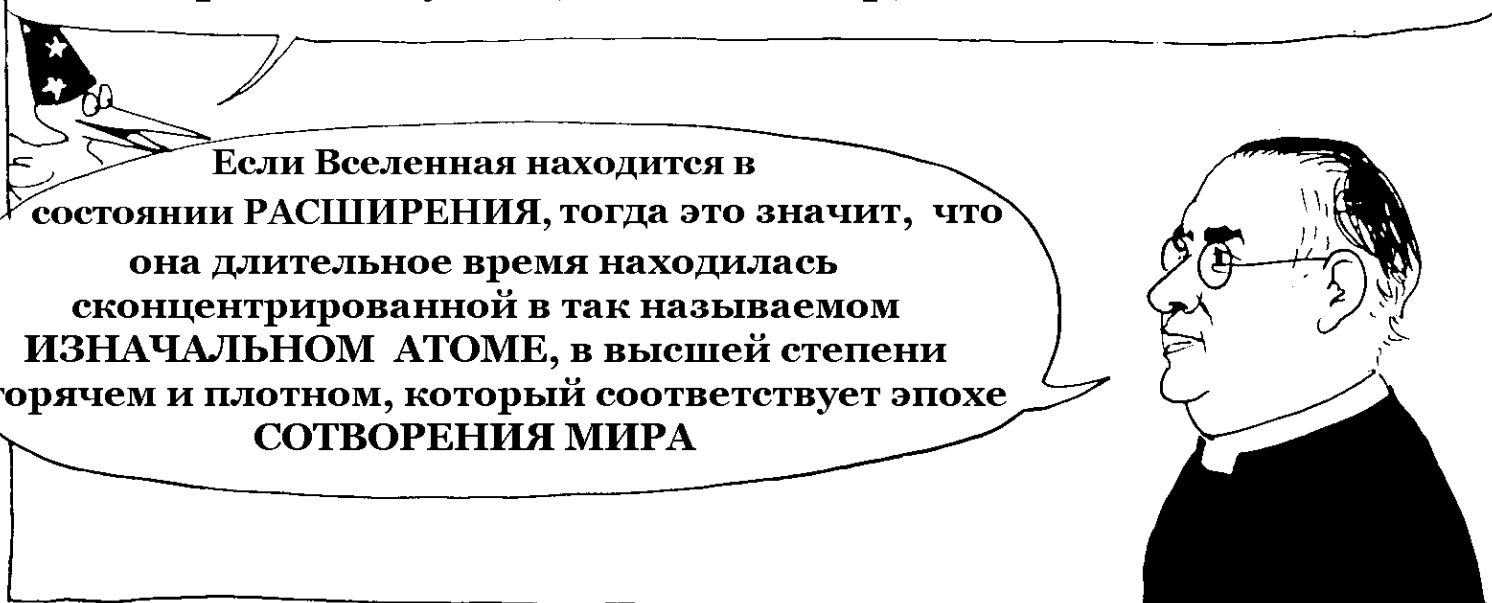 Если Вселенная находится в
состоянии РАСШИРЕНИЯ, тогда это значит, что
она длительное время находилась
сконцентрированной в так называемом
ИЗНАЧАЛЬНОМ АТОМЕ, в высшей степени
горячем и плотном, который соответствует эпохе
СОТВОРЕНИЯ МИРА